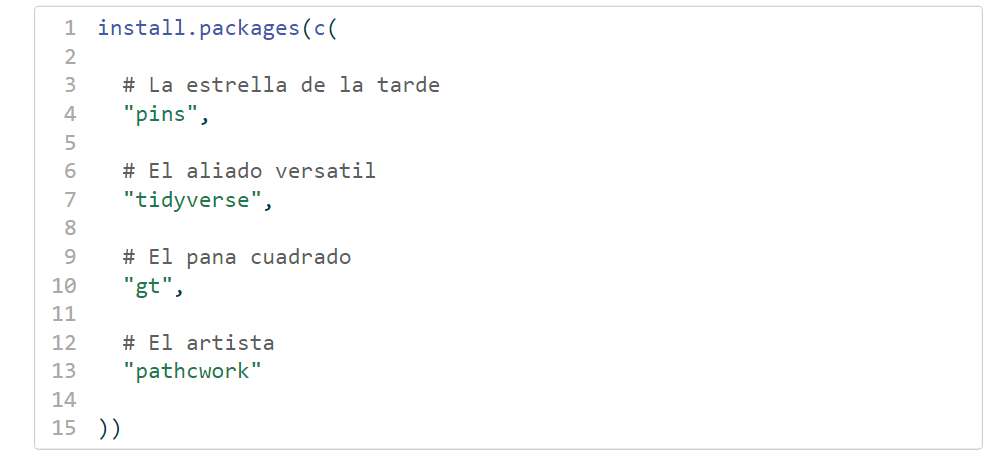 1 install.packages(c(
2
3 # La estrella de la tarde
4 "pins",
5
6 # El aliado versatil
7 "tidyverse",
8
9 # El pana cuadrado
10 "gt",
11
12 # El artista
13 "pathcwork"
14
15 ))